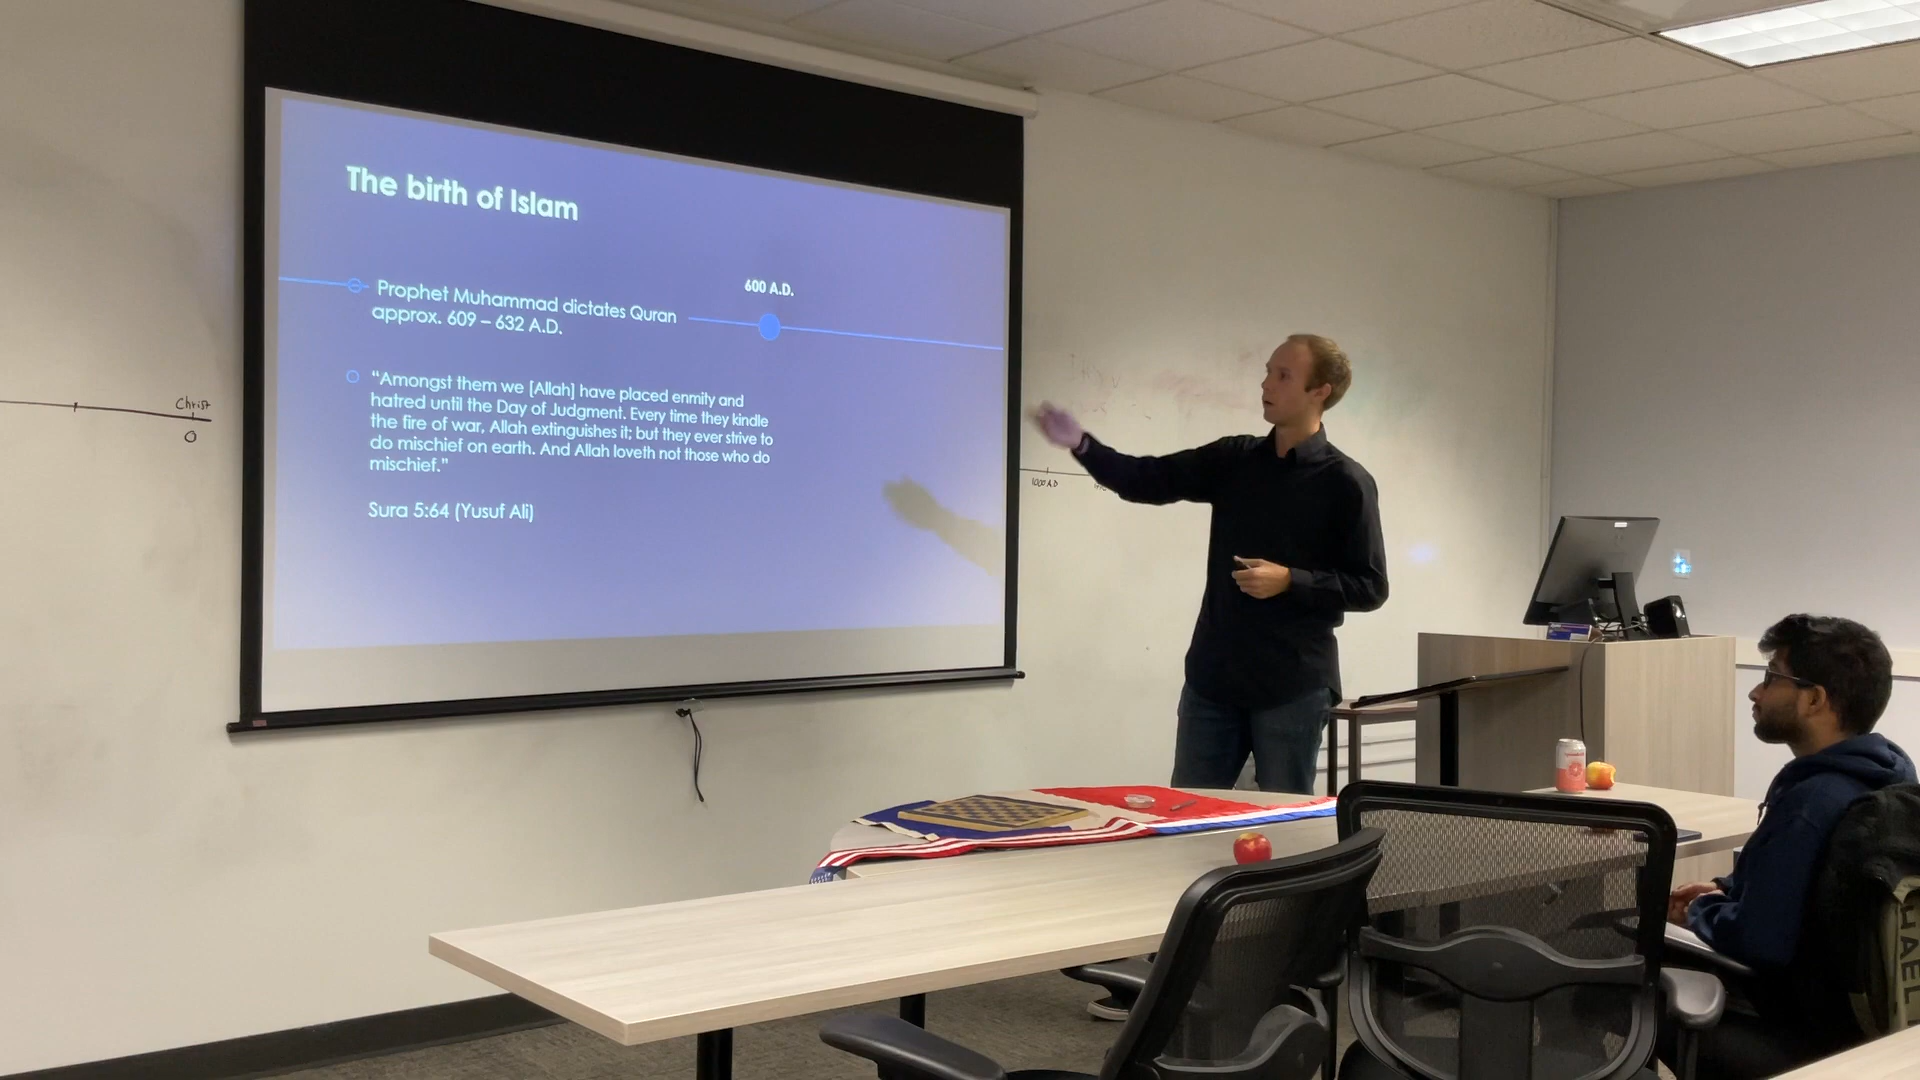 The birth of Islam
600 A.D.
Prophet Muhammad dictates Quran
approx. 609 – 632 A.D.
“Amongst them we [Allah] have placed enmity and
hatred until the Day of Judgment. Every time they kindle
the fire of war, Allah extinguishes it; but they ever strive to
do mischief on earth. And Allah loveth not those who do
mischief.”
Sura 5:64 (Yusuf Ali)
Christ
0
1000 A.D